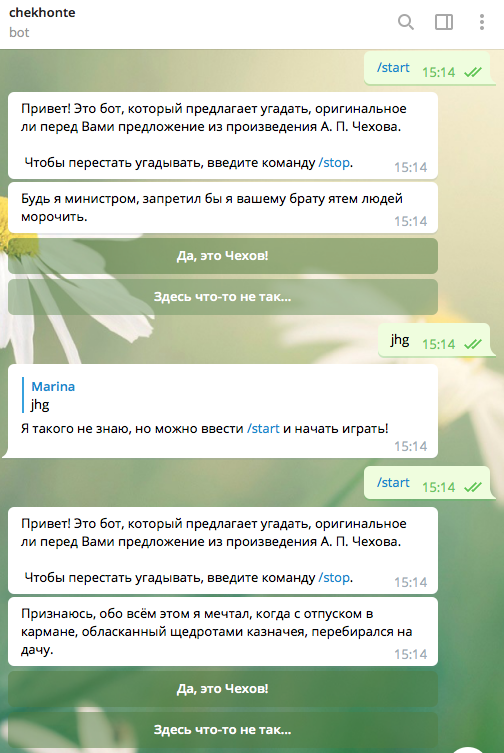 chekhonte
bot
/start 15:14
Привет! Это бот, который предлагает угадать, оригинальное
ли перед Вами предложение из произведения А. П. Чехова.
Чтобы перестать угадывать, введите команду /stop.
15:14
Будь я министром, запретил бы я вашему брату ятем людей
морочить.
15:14
Да, это Чехов!
Здесь что-то не так...
jhg 15:14
Marina
jhg
Я такого не знаю, но можно ввести /start и начать играть!
15:14
/start 15:14
Привет! Это бот, который предлагает угадать, оригинальное
ли перед Вами предложение из произведения А. П. Чехова.
Чтобы перестать угадывать, введите команду /stop.
15:14
Признаюсь, обо всём этом я мечтал, когда с отпуском в
кармане, обласканный щедротами казначея, перебирался на
дачу.
15:14
Да, это Чехов!
Здесь что-то не так...